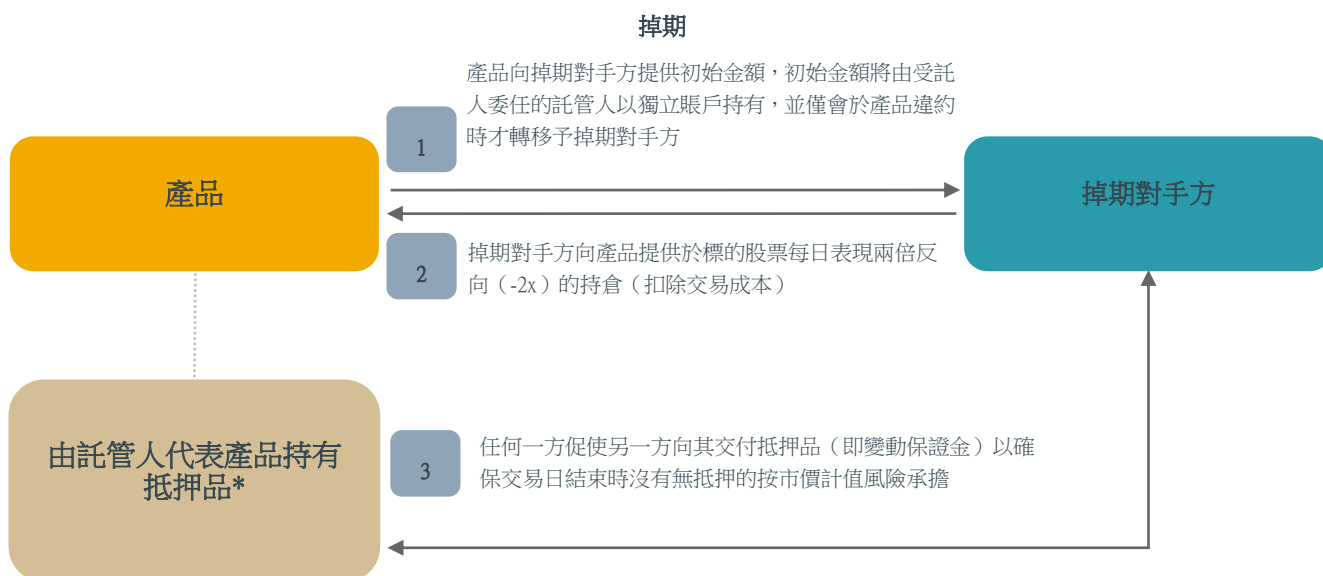 掉期
產品向掉期對手方提供初始金額，初始金額將由受託
人委任的託管人以獨立賬戶持有，並僅會於產品違約
時才轉移予掉期對手方
1
產品
掉期對手方
2
掉期對手方向產品提供於標的股票每日表現兩倍反
向（-2x）的持倉（扣除交易成本）
由託管人代表產品持有
抵押品*
3
任何一方促使另一方向其交付抵押品（即變動保證金）以確
保交易日結束時沒有無抵押的按市價計值風險承擔